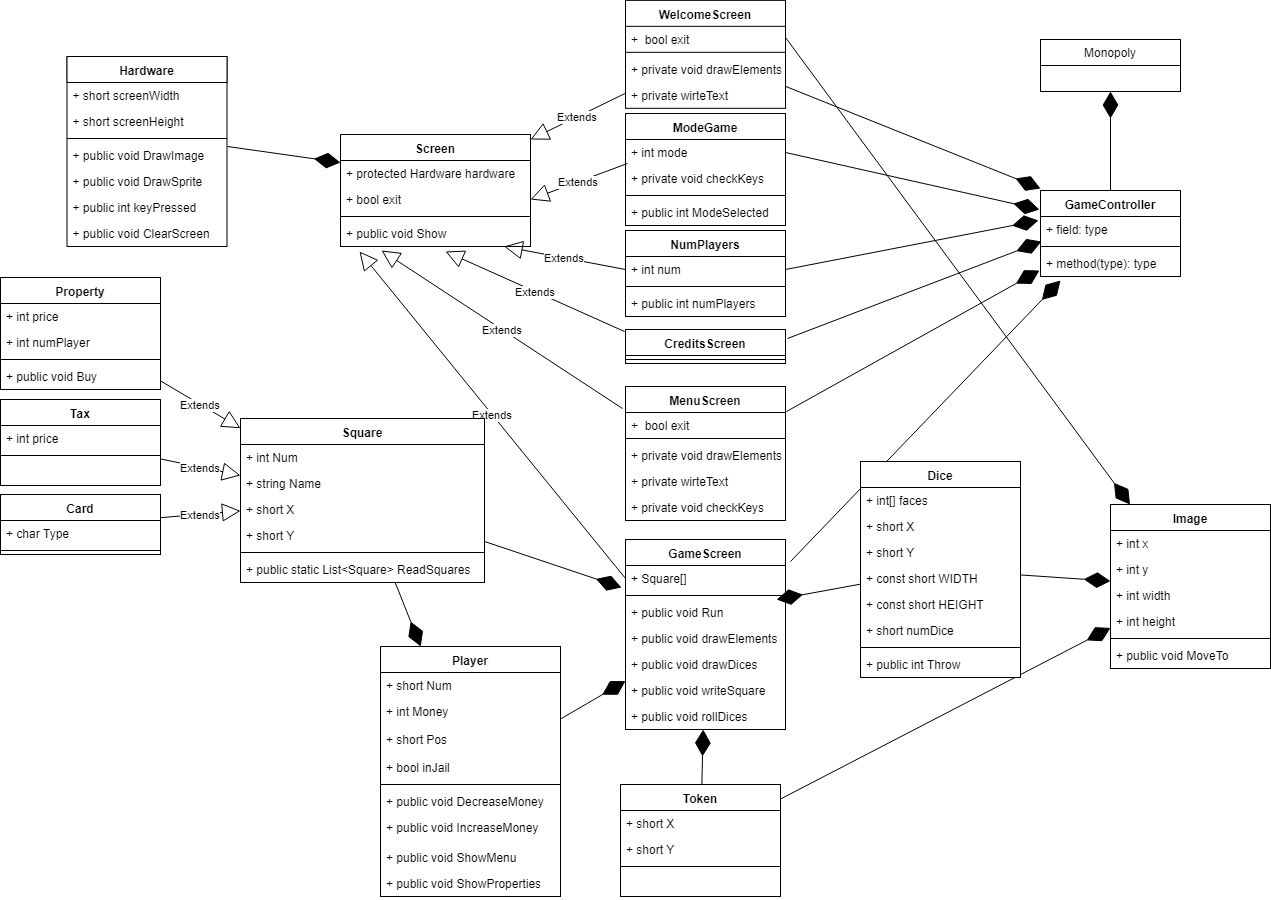 WelcomeScreen
+  bool exit
+ private void drawElements
+ private wirteText
Monopoly
Hardware
+ short screenWidth
+ short screenHeight
+ public void DrawImage
+ public void DrawSprite
+ public int keyPressed
+ public void ClearScreen
Screen
+ protected Hardware hardware
+ bool exit
+ public void Show
Extends
ModeGame
+ int mode
+ private void checkKeys
+ public int ModeSelected
Extends
GameController
+ field: type
+ method(type): type
NumPlayers
+ int num
+ public int numPlayers
Extends
Extends
CreditsScreen
Extends
MenuScreen
+  bool exit
+ private void drawElements
+ private wirteText
+ private void checkKeys
Extends
Property
+ int price
+ int numPlayer
+ public void Buy
Extends
Tax
+ int price
Extends
Card
+ char Type
Extends
Square
+ int Num
+ string Name
+ short X
+ short Y
+ public static List<Square> ReadSquares
GameScreen
+ Square[]
+ public void Run
+ public void drawElements
+ public void drawDices
+ public void writeSquare
+ public void rollDices
Dice
+ int[] faces
+ short X
+ short Y
+ const short WIDTH
+ const short HEIGHT
+ short numDice
+ public int Throw
Image
+ int x
+ int y
+ int width
+ int height
+ public void MoveTo
Player
+ short Num
+ int Money
+ short Pos
+ bool inJail
+ public void DecreaseMoney
+ public void IncreaseMoney
+ public void ShowMenu
+ public void ShowProperties
Token
+ short X
+ short Y